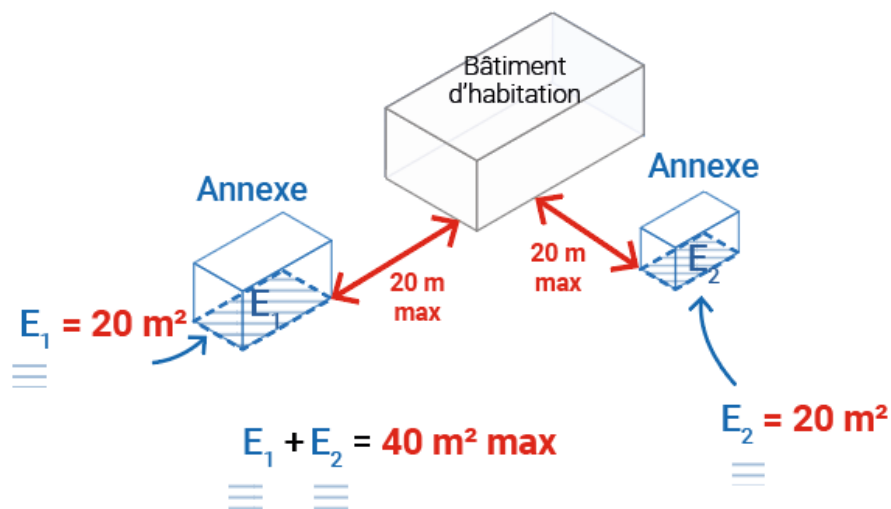 Bâtiment
d'habitation
Annexe
Annexe
20 m
max
20 m
max
E₁
E₂
E₁ = 20 m²
E₂ = 20 m²
E₁ + E₂ = 40 m² max